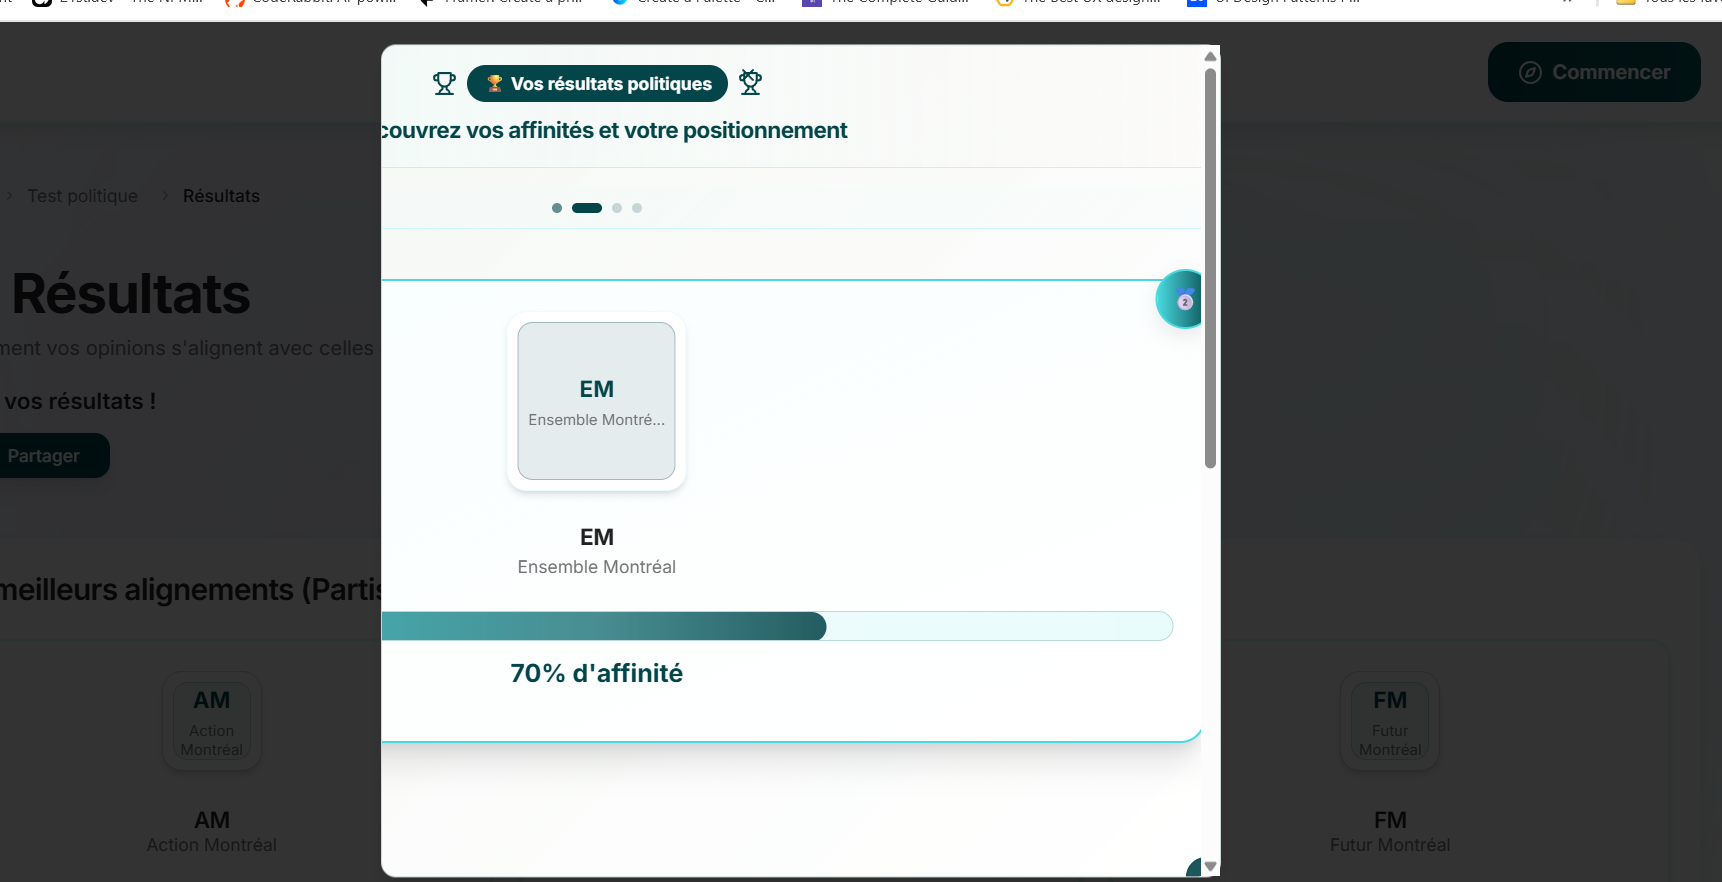 Commencer
🏆 Vos résultats politiques
couvrez vos affinités et votre positionnement
Test politique
Résultats
Résultats
ment vos opinions s'alignent avec celles
vos résultats !
Partager
2
EM
Ensemble Montré...
EM
Ensemble Montréal
70% d'affinité
meilleurs alignements (Partis
AM
Action
Montréal
AM
Action Montréal
FM
Futur
Montréal
FM
Futur Montréal